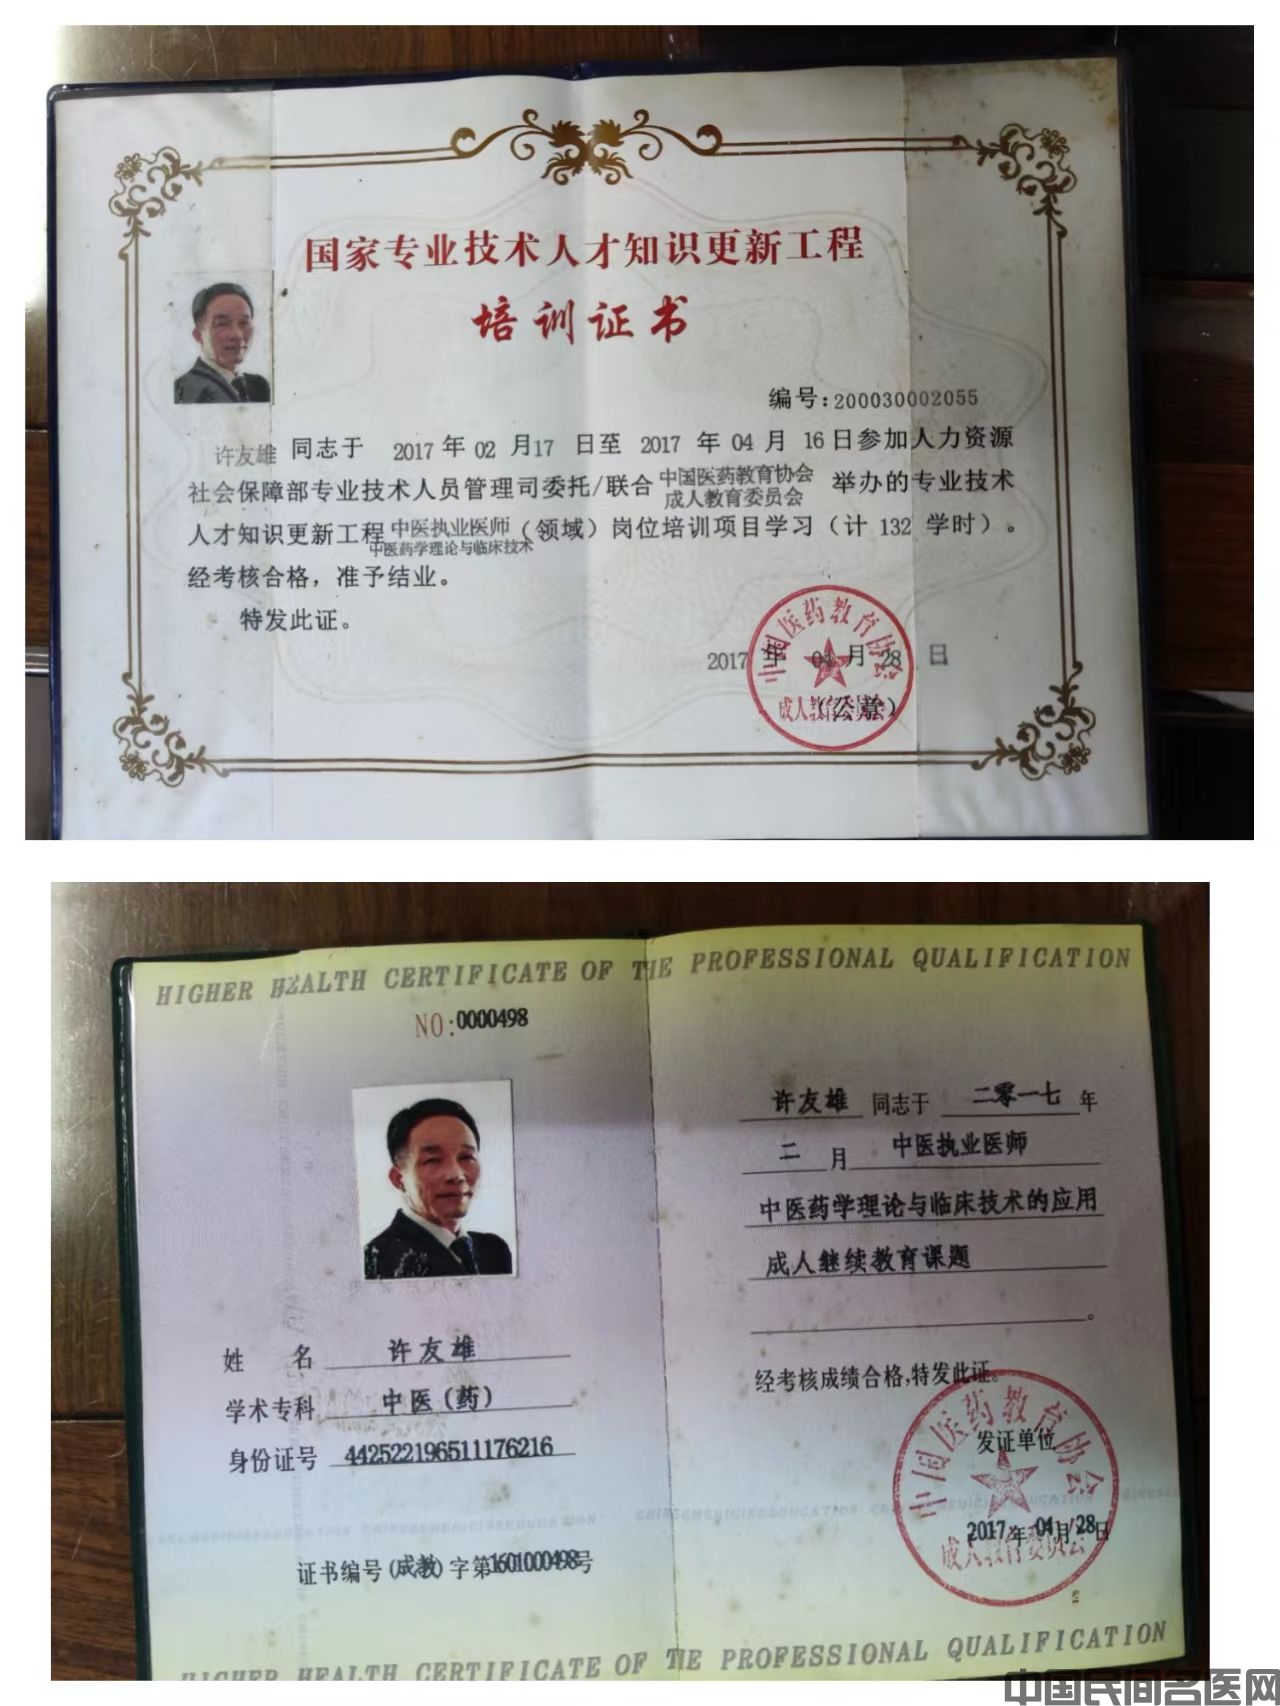 国家专业技术人才知识更新工程
培训证书
编号:200030002055
许友雄 同志于 2017 年 02 月 17 日至 2017 年 04 月 16 日参加人力资源
社会保障部专业技术人员管理司委托/联合 中国医药教育协会 成人教育委员会 举办的专业技术
人才知识更新工程 中医执业医师 中医药学理论与临床技术 (领域)岗位培训项目学习(计 132 学时)。
经考核合格,准予结业。
特发此证。
中国医药教育协会
2017 年 04 月 28 日
成人教育委员会
(公章)
HIGHER HEALTH CERTIFICATE OF THE PROFESSIONAL QUALIFICATION
NO:0000498
姓名 许友雄
学术专科 中医(药)
身份证号 442522196511176216
证书编号(成教)字第1601000498号
许友雄 同志于 二零一七 年
二 月 中医执业医师
中医药学理论与临床技术的应用
成人继续教育课题
。
经考核成绩合格,特发此证。
中国医药教育协会
发证单位
2017年 04月 28日
成人教育委员会
HIGHER HEALTH CERTIFICATE OF THE PROFESSIONAL QUALIFICATION
中国民间名医网